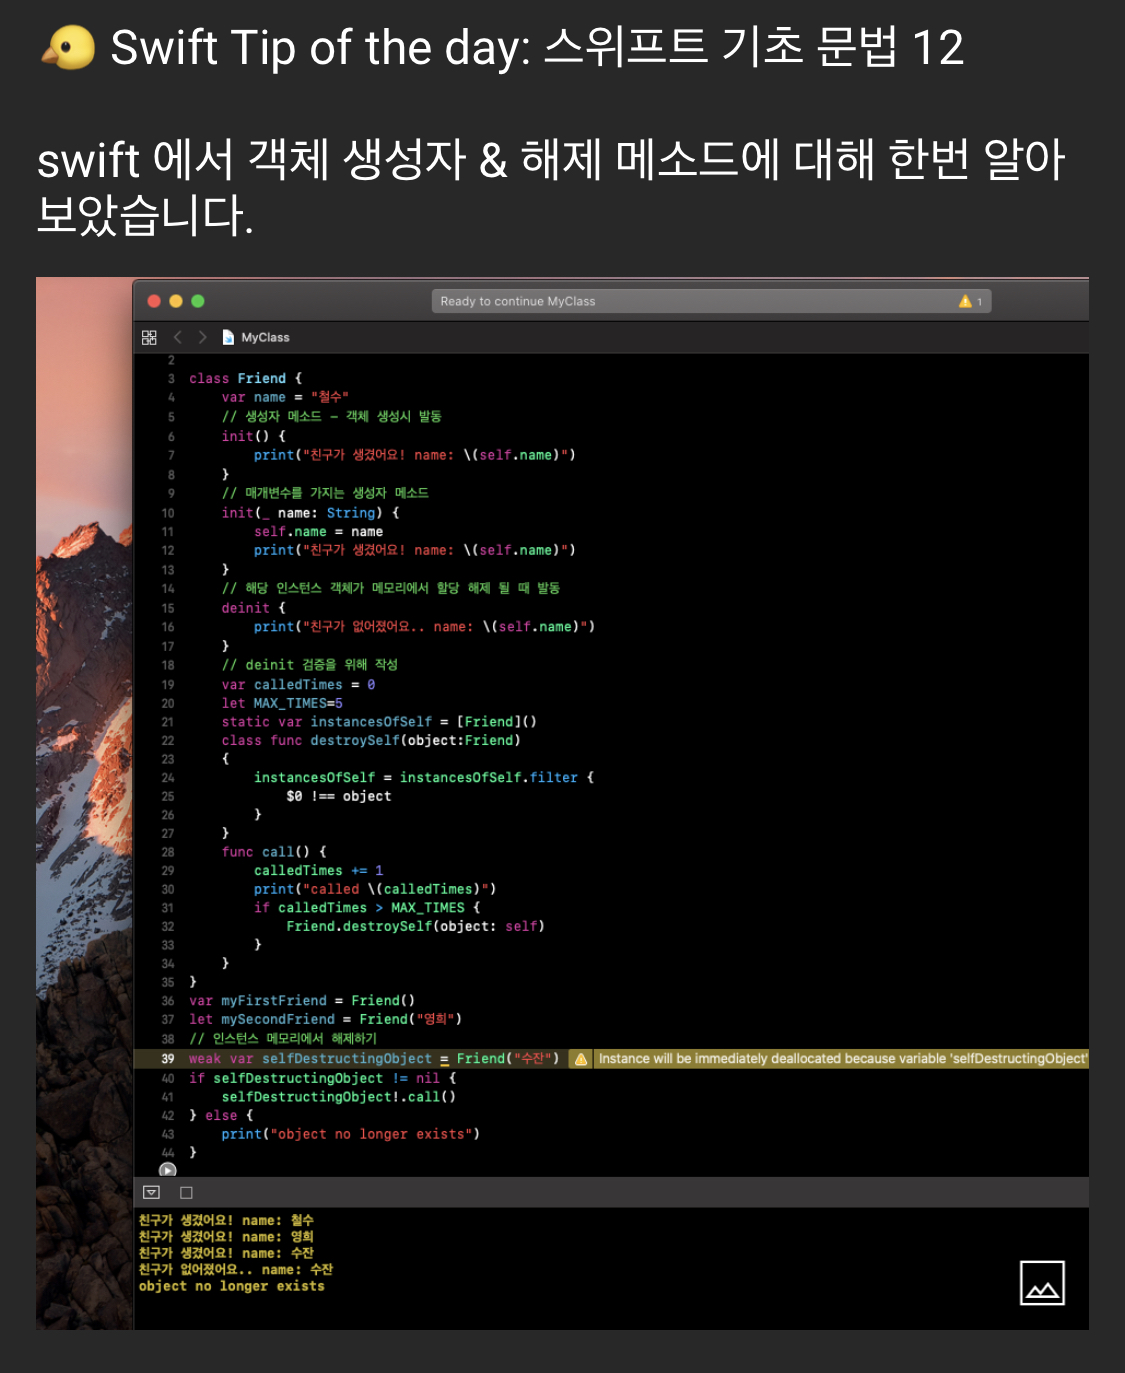 🐤 Swift Tip of the day: 스위프트 기초 문법 12
swift 에서 객체 생성자 & 해제 메소드에 대해 한번 알아
보았습니다.
Ready to continue MyClass 1
MyClass
2
3 class Friend {
4     var name = "철수"
5     // 생성자 메소드 - 객체 생성시 발동
6     init() {
7         print("친구가 생겼어요! name: \(self.name)")
8     }
9     // 매개변수를 가지는 생성자 메소드
10     init(_ name: String) {
11         self.name = name
12         print("친구가 생겼어요! name: \(self.name)")
13     }
14     // 해당 인스턴스 객체가 메모리에서 할당 해제 될 때 발동
15     deinit {
16         print("친구가 없어졌어요.. name: \(self.name)")
17     }
18     // deinit 검증을 위해 작성
19     var calledTimes = 0
20     let MAX_TIMES=5
21     static var instancesOfSelf = [Friend]()
22     class func destroySelf(object:Friend)
23     {
24         instancesOfSelf = instancesOfSelf.filter {
25             $0 !== object
26         }
27     }
28     func call() {
29         calledTimes += 1
30         print("called \(calledTimes)")
31         if calledTimes > MAX_TIMES {
32             Friend.destroySelf(object: self)
33         }
34     }
35 }
36 var myFirstFriend = Friend()
37 let mySecondFriend = Friend("영희")
38 // 인스턴스 메모리에서 해제하기
39 weak var selfDestructingObject = Friend("수잔") Instance will be immediately deallocated because variable 'selfDestructingObject'
40 if selfDestructingObject != nil {
41     selfDestructingObject!.call()
42 } else {
43     print("object no longer exists")
44 }
친구가 생겼어요! name: 철수
친구가 생겼어요! name: 영희
친구가 생겼어요! name: 수잔
친구가 없어졌어요.. name: 수잔
object no longer exists